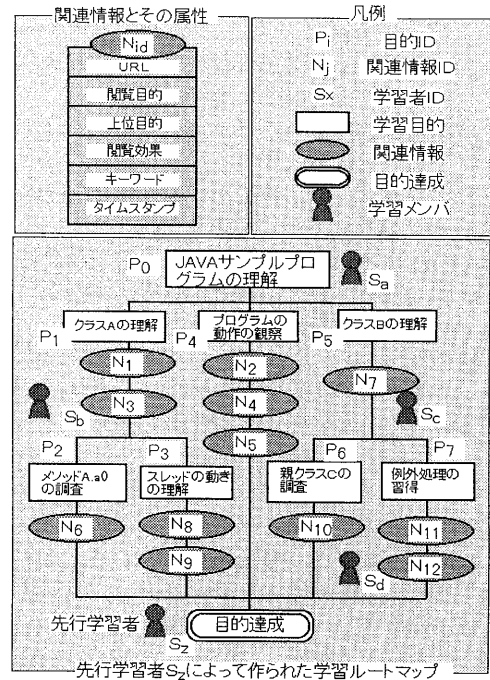 関連情報とその属性
Nid
URL
閲覧目的
上位目的
閲覧効果
キーワード
タイムスタンプ
凡例
Pi 目的ID
Nj 関連情報ID
Sx 学習者ID
学習目的
関連情報
目的達成
学習メンバ
P0
JAVAサンプルプロ
グラムの理解
Sa
P1
クラスAの理解
P4
プログラムの
動作の観察
P5
クラスBの理解
N1
N2
N7
N3
N4
Sb
Sc
N5
P2
P3
P6
P7
メソッドA.a()
の調査
スレッドの動き
の理解
親クラスCの
調査
例外処理の
習得
N6
N8
N10
N11
N9
Sd
N12
先行学習者
Sz
目的達成
先行学習者Szによって作られた学習ルートマップ